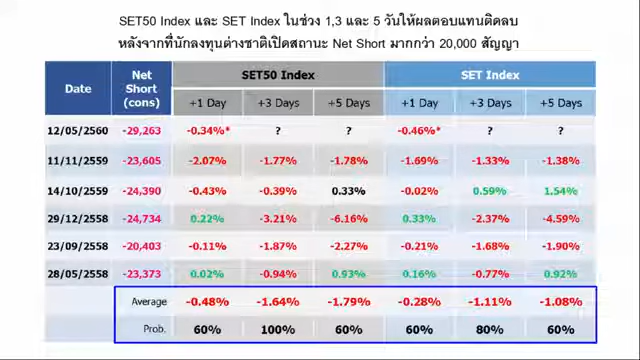 SET50 Index และ SET Index ในช่วง 1,3 และ 5 วันให้ผลตอบแทนติดลบ
หลังจากที่นักลงทุนต่างชาติเปิดสถานะ Net Short มากกว่า 20,000 สัญญา
Date Net Short (cons) SET50 Index SET Index
+1 Day +3 Days +5 Days +1 Day +3 Days +5 Days
12/05/2560 -29,263 -0.34%* ? ? -0.46%* ? ?
11/11/2559 -23,605 -2.07% -1.77% -1.78% -1.69% -1.33% -1.38%
14/10/2559 -24,390 -0.43% -0.39% 0.33% -0.02% 0.59% 1.54%
29/12/2558 -24,734 0.22% -3.21% -6.16% 0.33% -2.37% -4.59%
23/09/2558 -20,403 -0.11% -1.87% -2.27% -0.21% -1.68% -1.90%
28/05/2558 -23,373 0.02% -0.94% 0.93% 0.16% -0.77% 0.92%
Average -0.48% -1.64% -1.79% -0.28% -1.11% -1.08%
Prob. 60% 100% 60% 60% 80% 60%